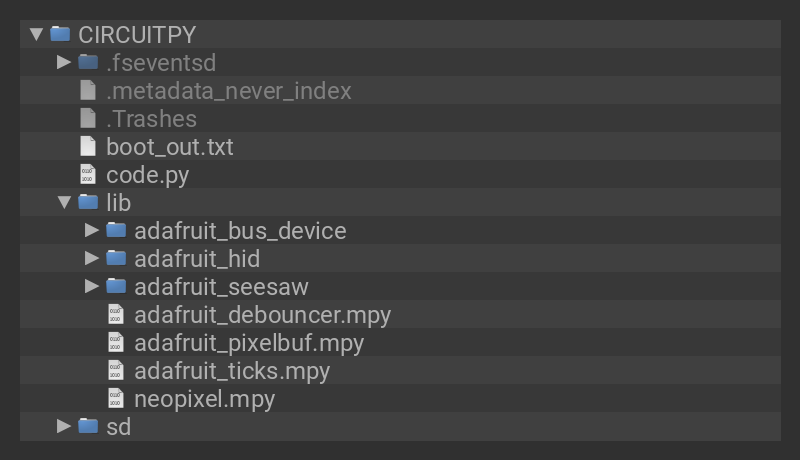 CIRCUITPY
.fseventsd
.metadata_never_index
.Trashes
boot_out.txt
code.py
lib
adafruit_bus_device
adafruit_hid
adafruit_seesaw
adafruit_debouncer.mpy
adafruit_pixelbuf.mpy
adafruit_ticks.mpy
neopixel.mpy
sd